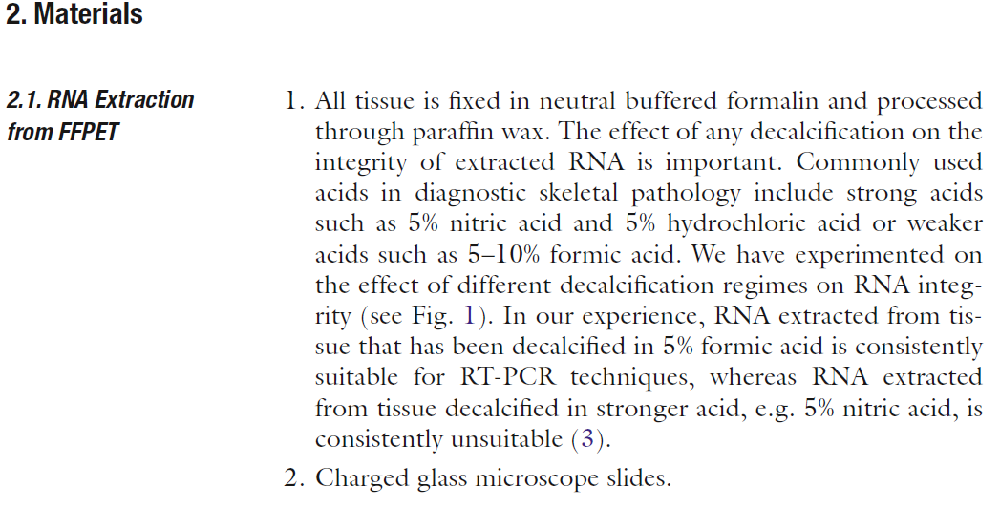 2. Materials
2.1. RNA Extraction
from FFPET
1. All tissue is fixed in neutral buffered formalin and processed
through paraffin wax. The effect of any decalcification on the
integrity of extracted RNA is important. Commonly used
acids in diagnostic skeletal pathology include strong acids
such as 5% nitric acid and 5% hydrochloric acid or weaker
acids such as 5–10% formic acid. We have experimented on
the effect of different decalcification regimes on RNA integ-
rity (see Fig. 1). In our experience, RNA extracted from tis-
sue that has been decalcified in 5% formic acid is consistently
suitable for RT-PCR techniques, whereas RNA extracted
from tissue decalcified in stronger acid, e.g. 5% nitric acid, is
consistently unsuitable (3).
2. Charged glass microscope slides.